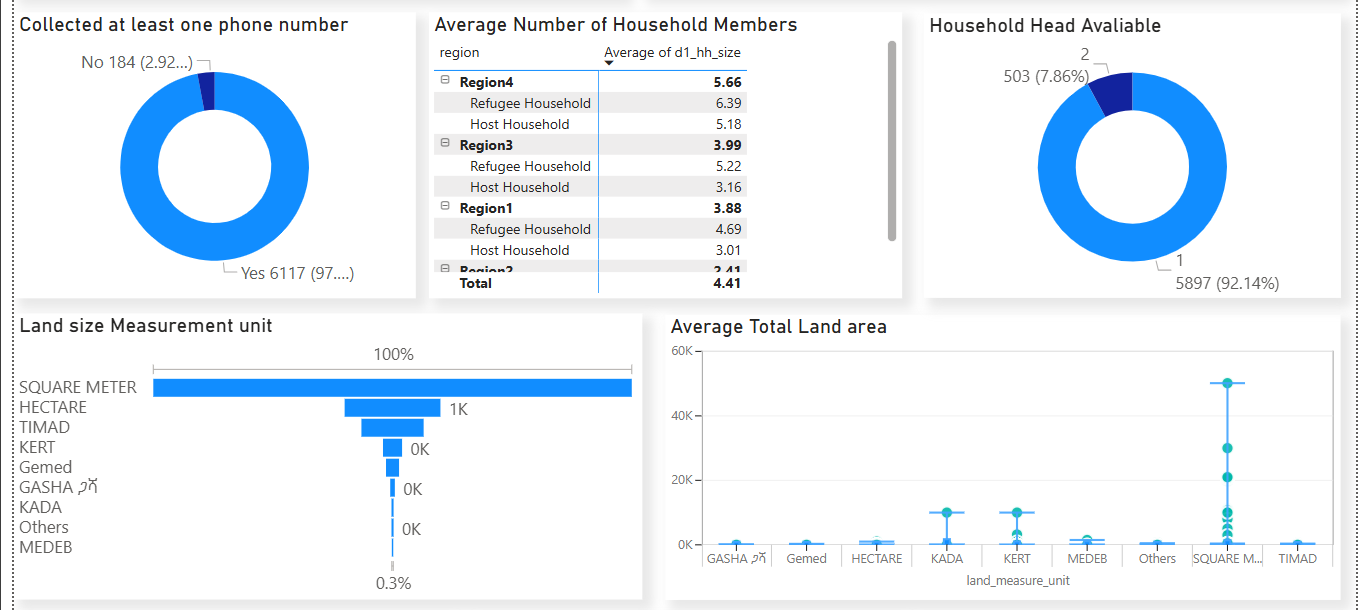 Collected at least one phone number
No 184 (2.92...)
Yes 6117 (97....)
Average Number of Household Members
region Average of d1_hh_size
Region4 5.66
Refugee Household 6.39
Host Household 5.18
Region3 3.99
Refugee Household 5.22
Host Household 3.16
Region1 3.88
Refugee Household 4.69
Host Household 3.01
Region2 2.41
Total 4.41
Household Head Avaliable
2
503 (7.86%)
1
5897 (92.14%)
Land size Measurement unit
100%
SQUARE METER
HECTARE 1K
TIMAD
KERT 0K
Gemed
GASHA ጋሻ 0K
KADA
Others 0K
MEDEB
0.3%
Average Total Land area
60K
40K
20K
0K
GASHA ጋሻ Gemed HECTARE KADA KERT MEDEB Others SQUARE M... TIMAD
land_measure_unit